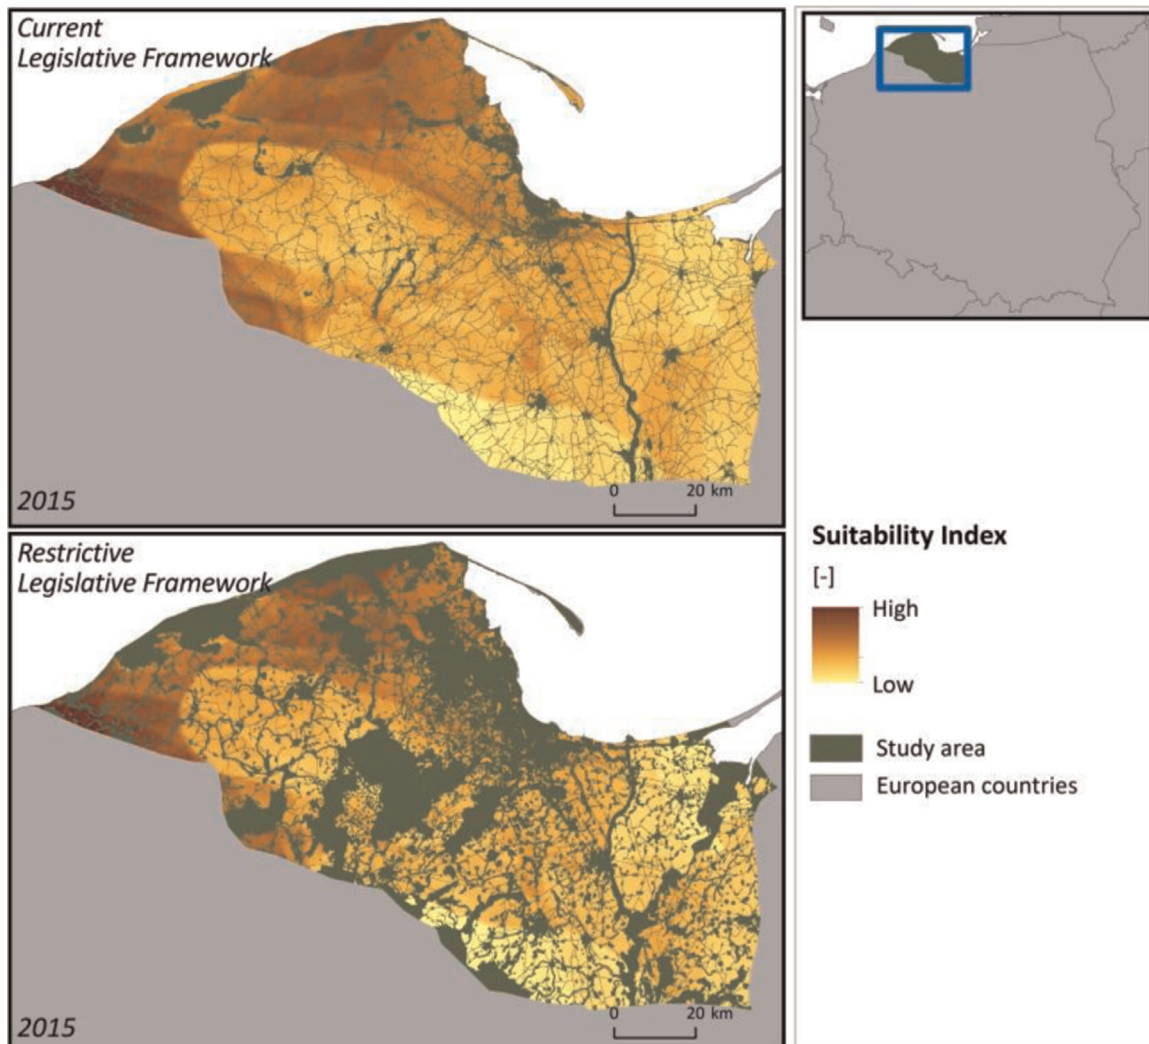 Current
Legislative Framework
2015
0 20 km
Restrictive
Legislative Framework
2015
0 20 km
Suitability Index
[-]
High
Low
Study area
European countries